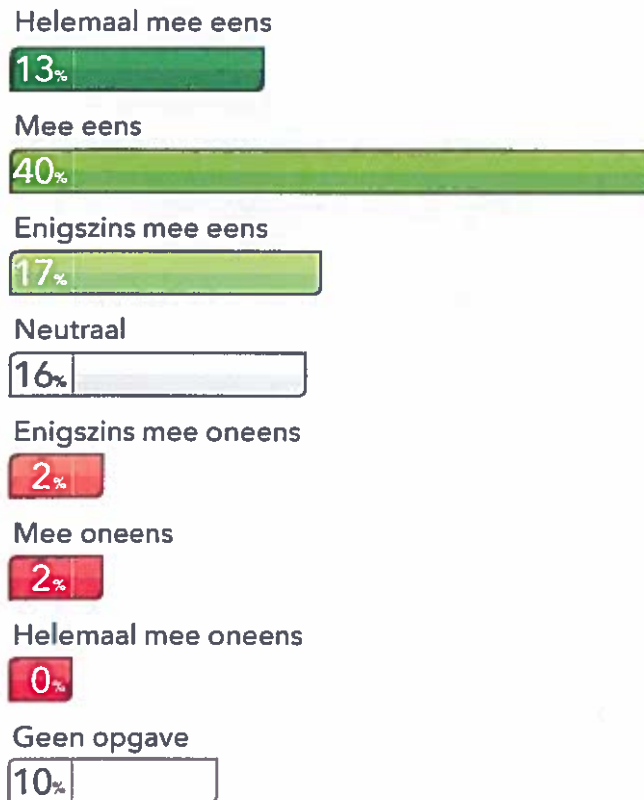 Helemaal mee eens
13%
Mee eens
40%
Enigszins mee eens
17%
Neutraal
16%
Enigszins mee oneens
2%
Mee oneens
2%
Helemaal mee oneens
0%
Geen opgave
10%